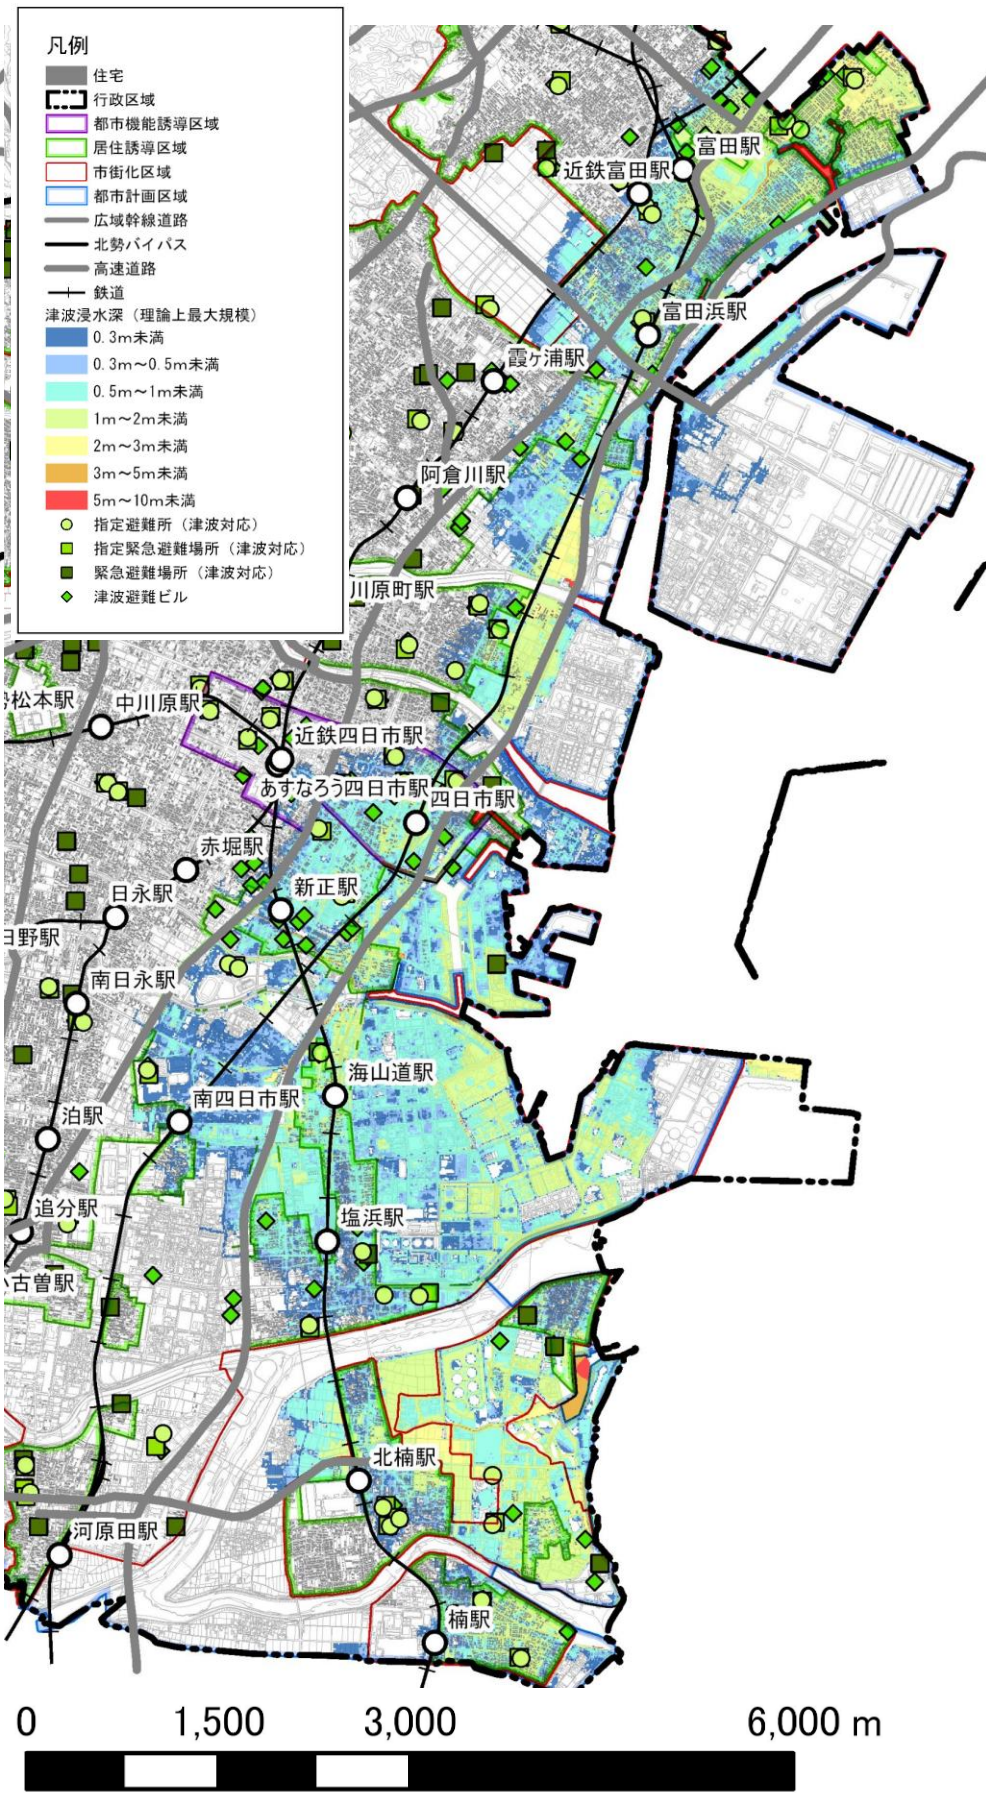 凡例
住宅
行政区域
都市機能誘導区域
居住誘導区域
市街化区域
都市計画区域
広域幹線道路
北勢バイパス
高速道路
鉄道
津波浸水深（理論上最大規模）
0.3m未満
0.3m～0.5m未満
0.5m～1m未満
1m～2m未満
2m～3m未満
3m～5m未満
5m～10m未満
指定避難所（津波対応）
指定緊急避難場所（津波対応）
緊急避難場所（津波対応）
津波避難ビル
富田駅
近鉄富田駅
富田浜駅
霞ヶ浦駅
阿倉川駅
川原町駅
松本駅
中川原駅
近鉄四日市駅
あすなろう四日市駅
四日市駅
赤堀駅
日永駅
新正駅
日野駅
南日永駅
海山道駅
南四日市駅
泊駅
追分駅
塩浜駅
小古曽駅
北楠駅
河原田駅
楠駅
0 1,500 3,000 6,000 m